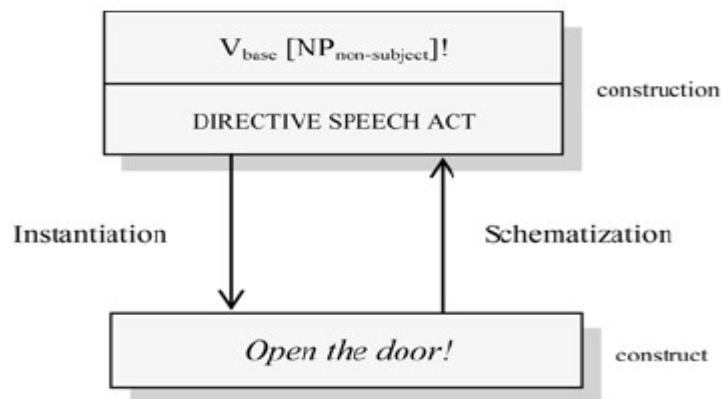 V_base [NP_non-subject]!
construction
DIRECTIVE SPEECH ACT
Instantiation
Schematization
Open the door!
construct